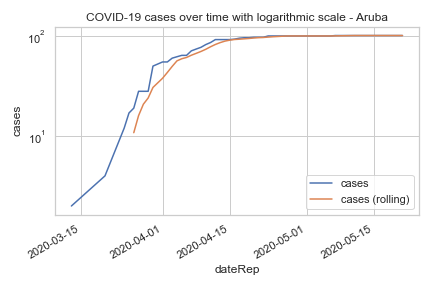 COVID-19 cases over time with logarithmic scale - Aruba
10²
10¹
cases
cases
cases (rolling)
2020-03-15
2020-04-01
2020-04-15
2020-05-01
2020-05-15
dateRep